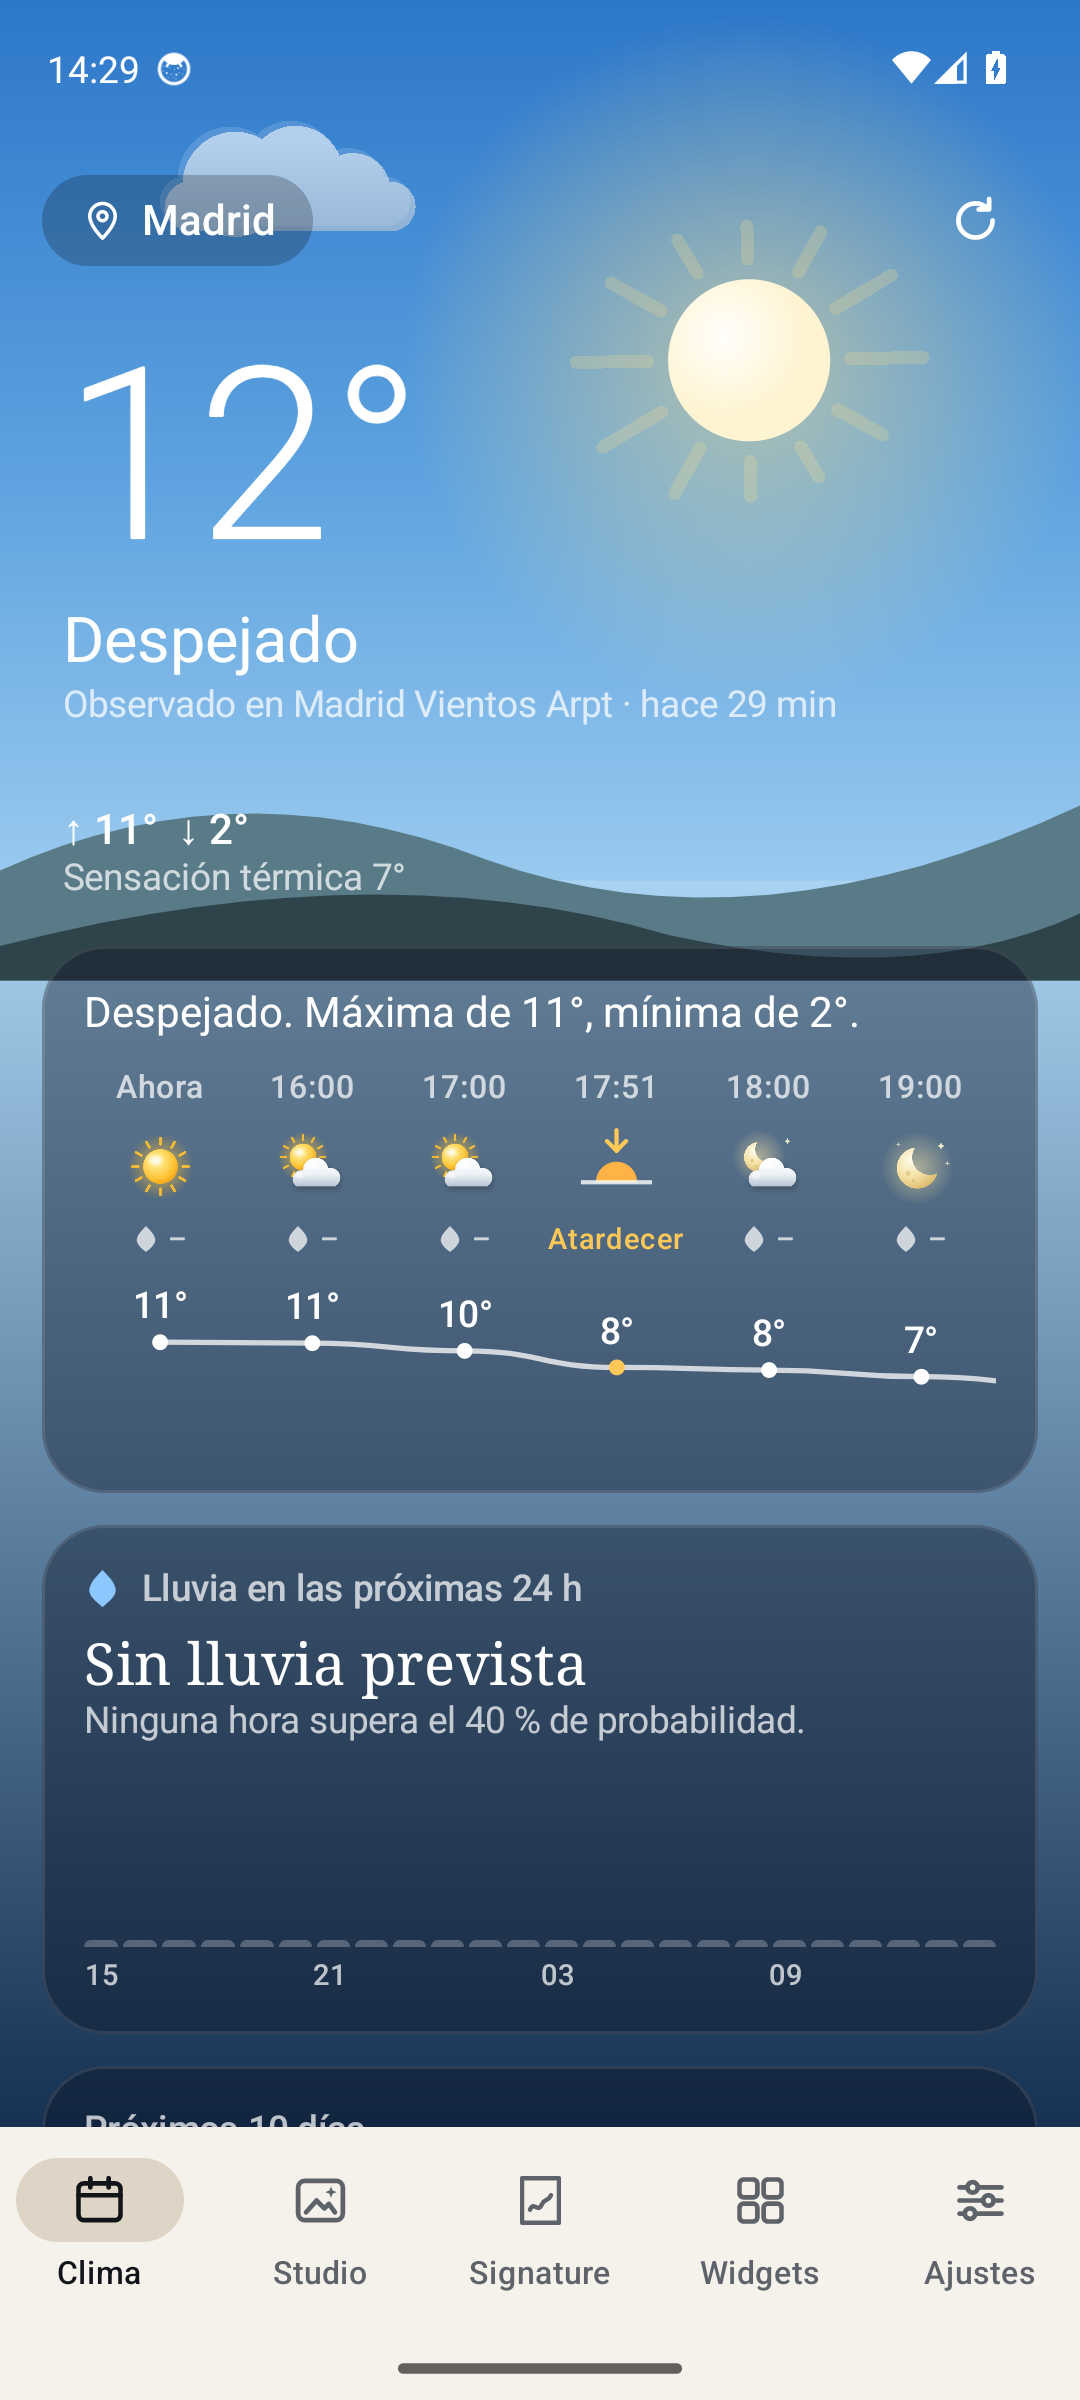 14:29
Madrid
12°
Despejado
Observado en Madrid Vientos Arpt · hace 29 min
↑ 11° ↓ 2°
Sensación térmica 7°
Despejado. Máxima de 11°, mínima de 2°.
Ahora 16:00 17:00 17:51 18:00 19:00
– – – Atardecer – –
11° 11° 10° 8° 8° 7°
Lluvia en las próximas 24 h
Sin lluvia prevista
Ninguna hora supera el 40 % de probabilidad.
15 21 03 09
Próximos 10 días
Clima Studio Signature Widgets Ajustes